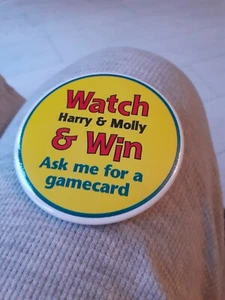 Watch
Harry & Molly
& Win
Ask me for a
gamecard